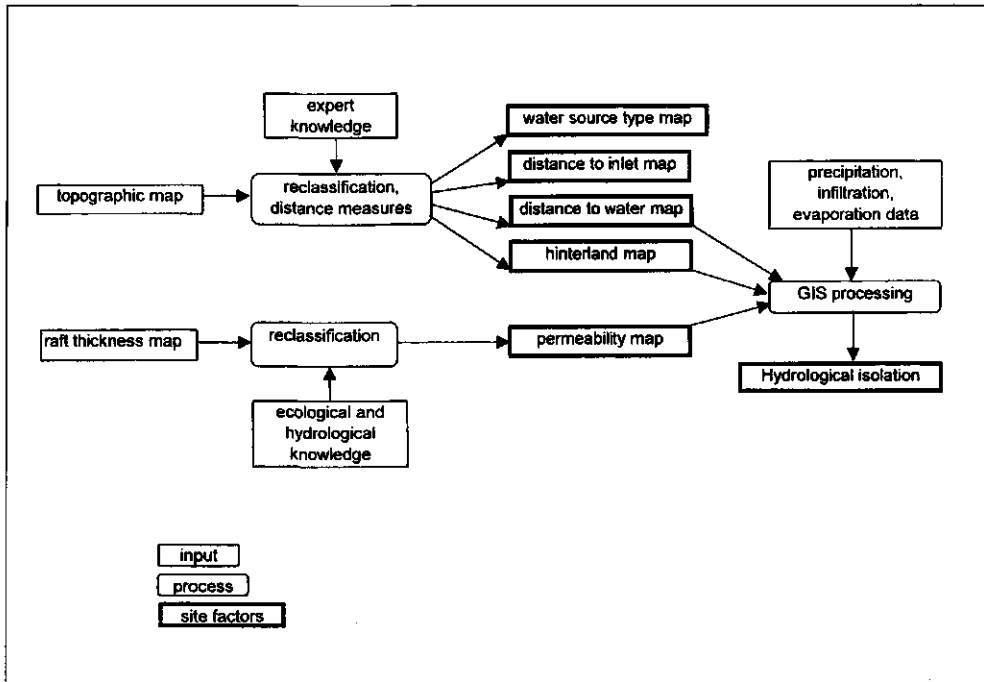 expert
knowledge
topographic map
reclassification,
distance measures
water source type map
distance to inlet map
distance to water map
hinterland map
precipitation,
infiltration,
evaporation data
GIS processing
raft thickness map
reclassification
permeability map
Hydrological isolation
ecological and
hydrological
knowledge
input
process
site factors